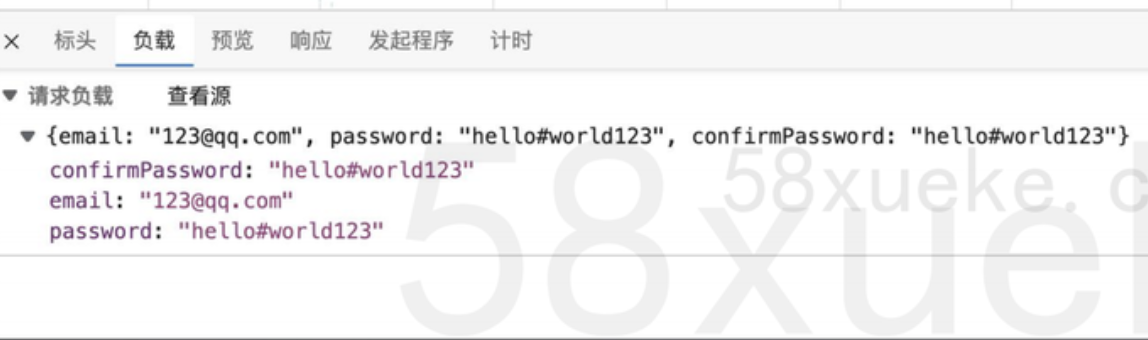 标头 负载 预览 响应 发起程序 计时
请求负载 查看源
{email: "123@qq.com", password: "hello#world123", confirmPassword: "hello#world123"}
confirmPassword: "hello#world123"
email: "123@qq.com"
password: "hello#world123"
58xueke.c
58xuek